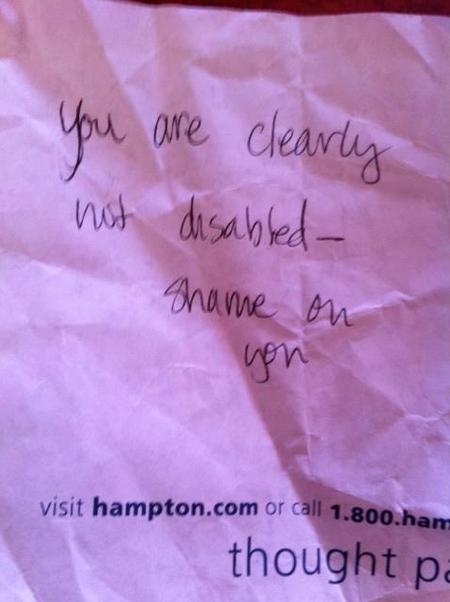 You are clearly
not disabled—
shame on
you
visit hampton.com or call 1.800.ham
thought pa